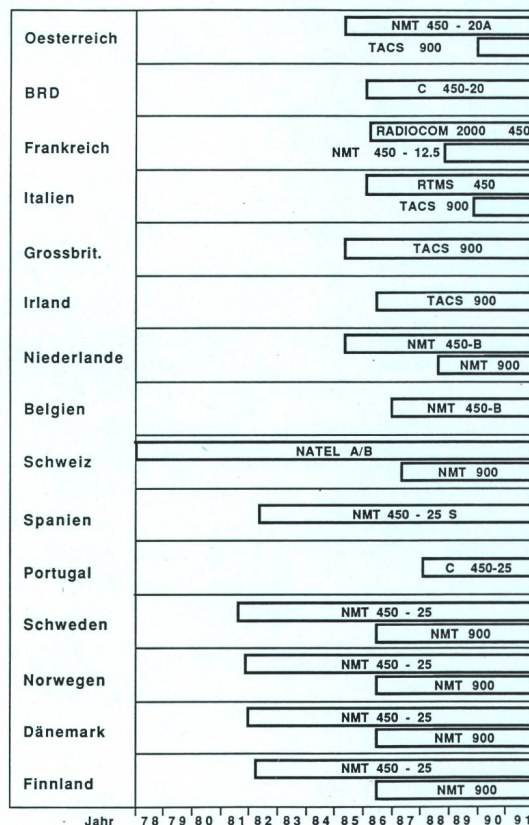 Oesterreich
NMT 450 - 20A
TACS 900
BRD
C 450-20
Frankreich
RADIOCOM 2000 450
NMT 450 - 12.5
Italien
RTMS 450
TACS 900
Grossbrit.
TACS 900
Irland
TACS 900
Niederlande
NMT 450-B
NMT 900
Belgien
NMT 450-B
Schweiz
NATEL A/B
NMT 900
Spanien
NMT 450 - 25 S
Portugal
C 450-25
Schweden
NMT 450 - 25
NMT 900
Norwegen
NMT 450 - 25
NMT 900
Dänemark
NMT 450 - 25
NMT 900
Finnland
NMT 450 - 25
NMT 900
Jahr 78 79 80 81 82 83 84 85 86 87 88 89 90 91